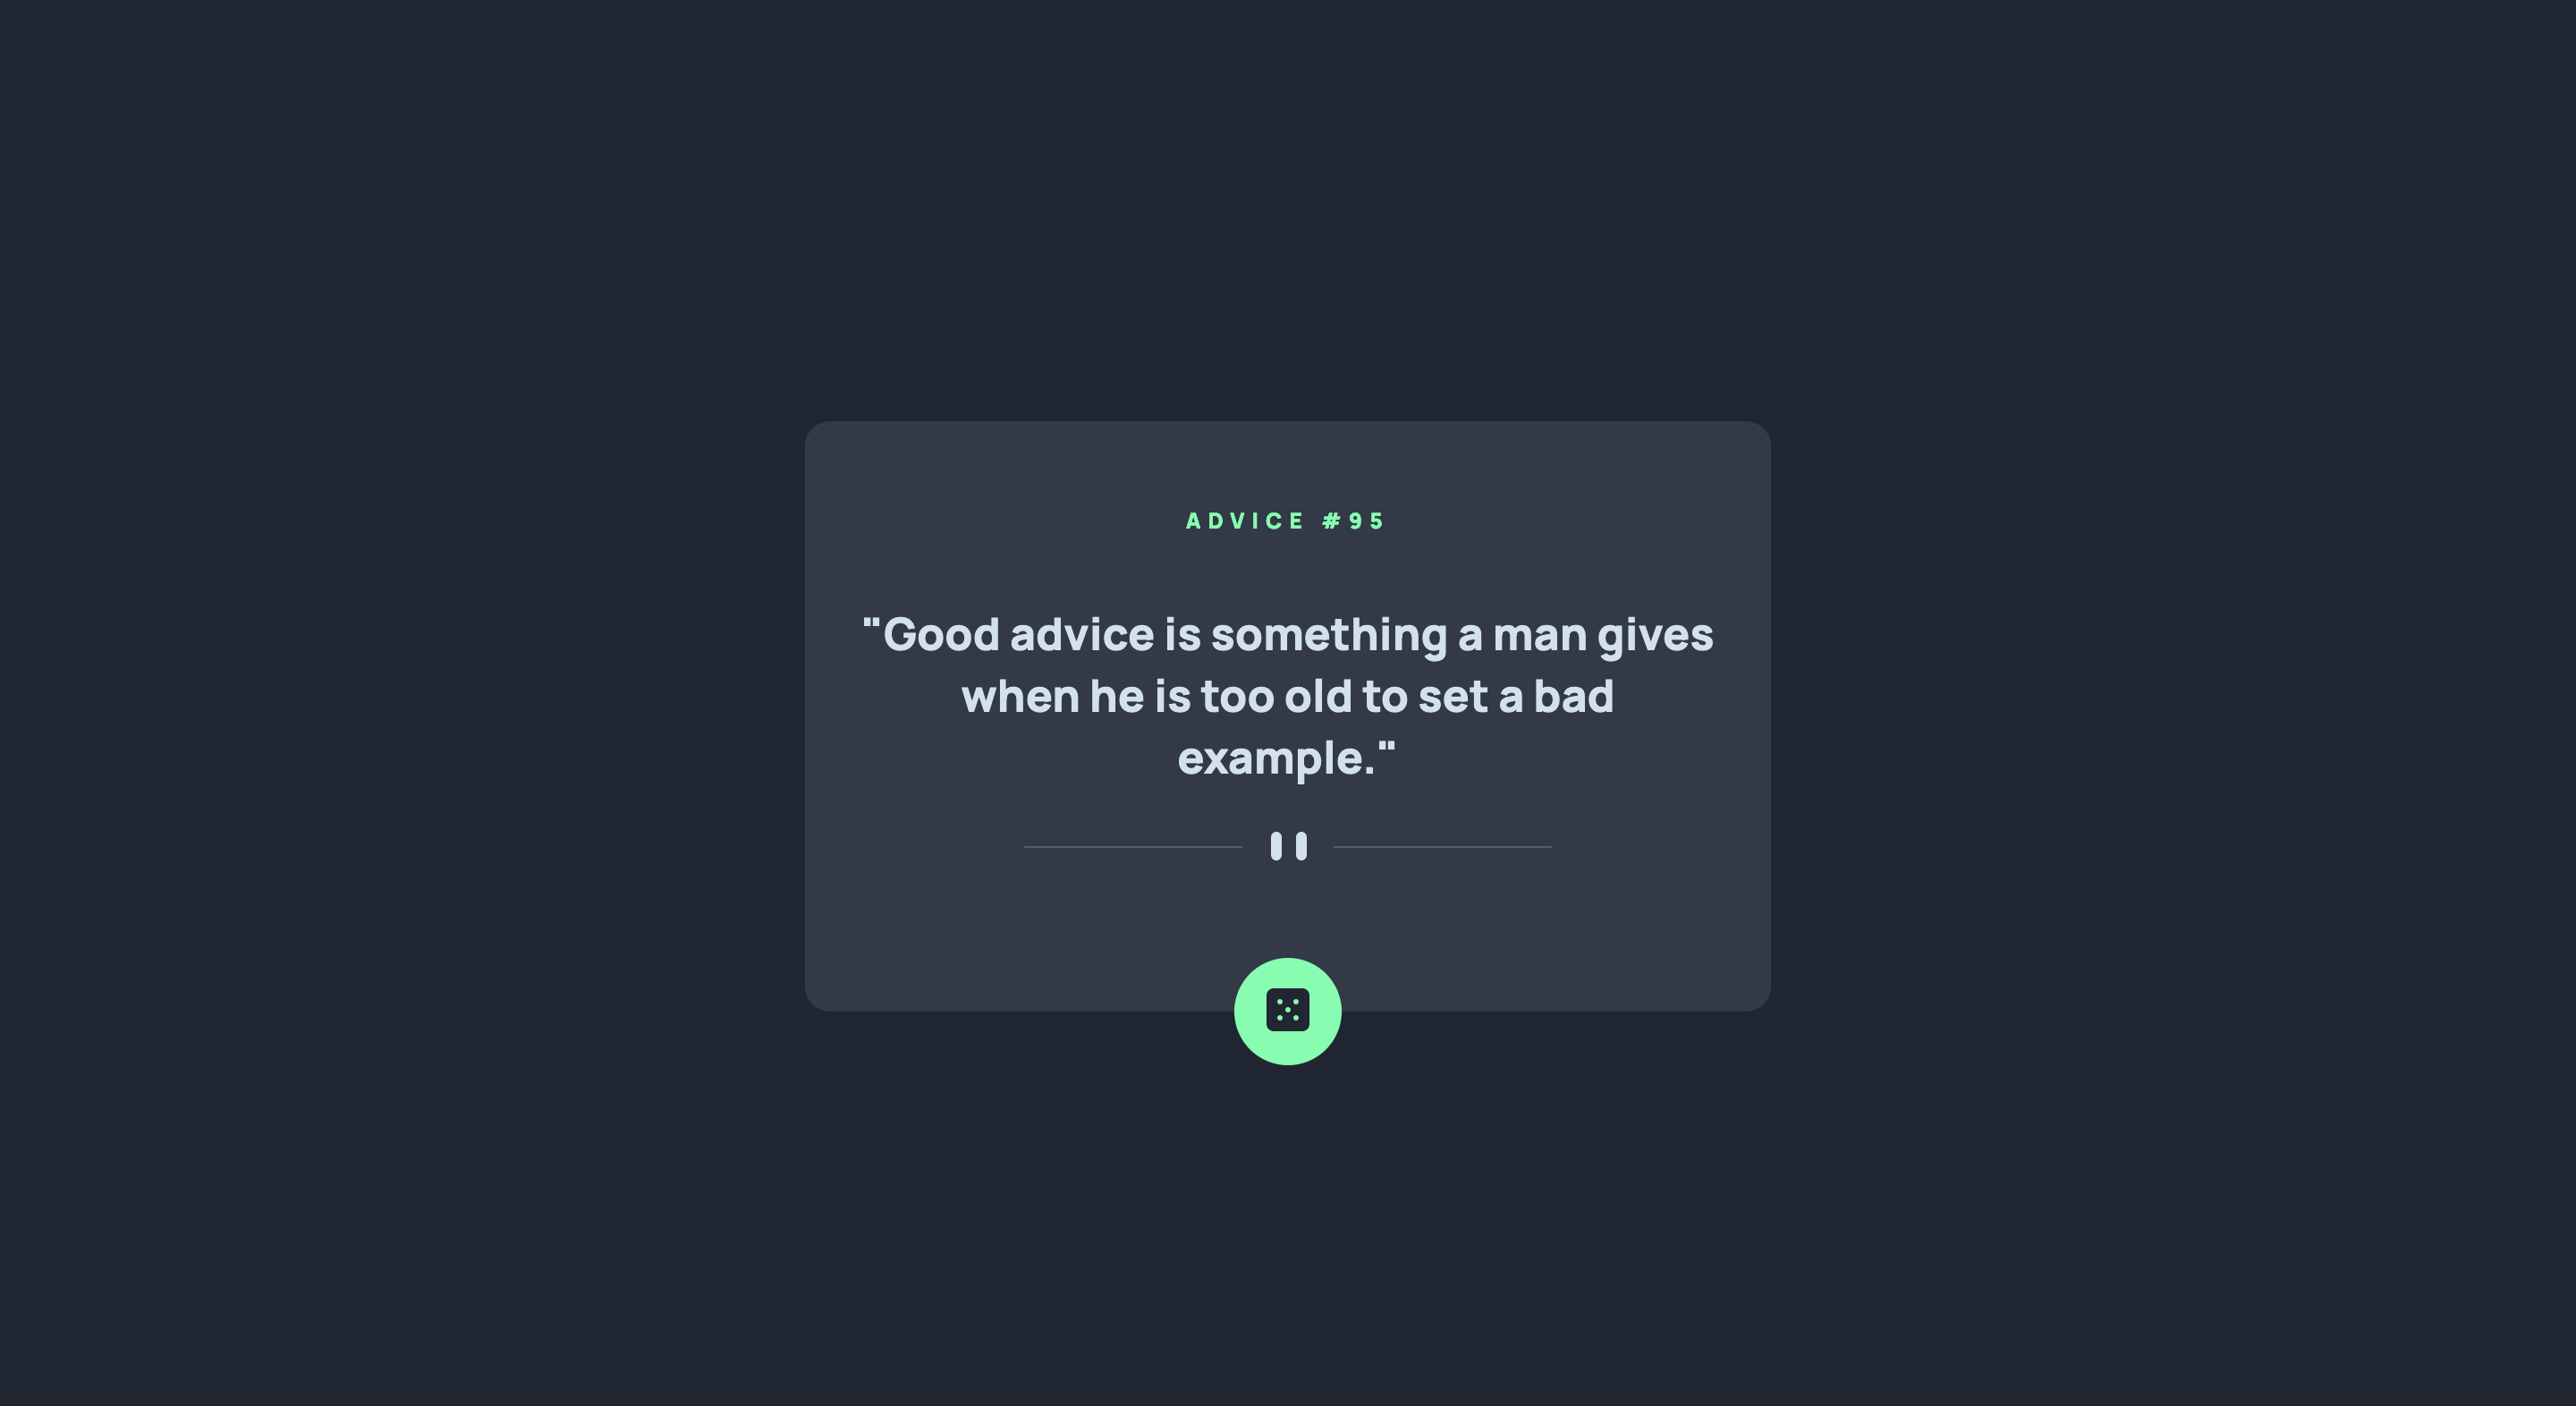 ADVICE #95
"Good advice is something a man gives
when he is too old to set a bad
example."